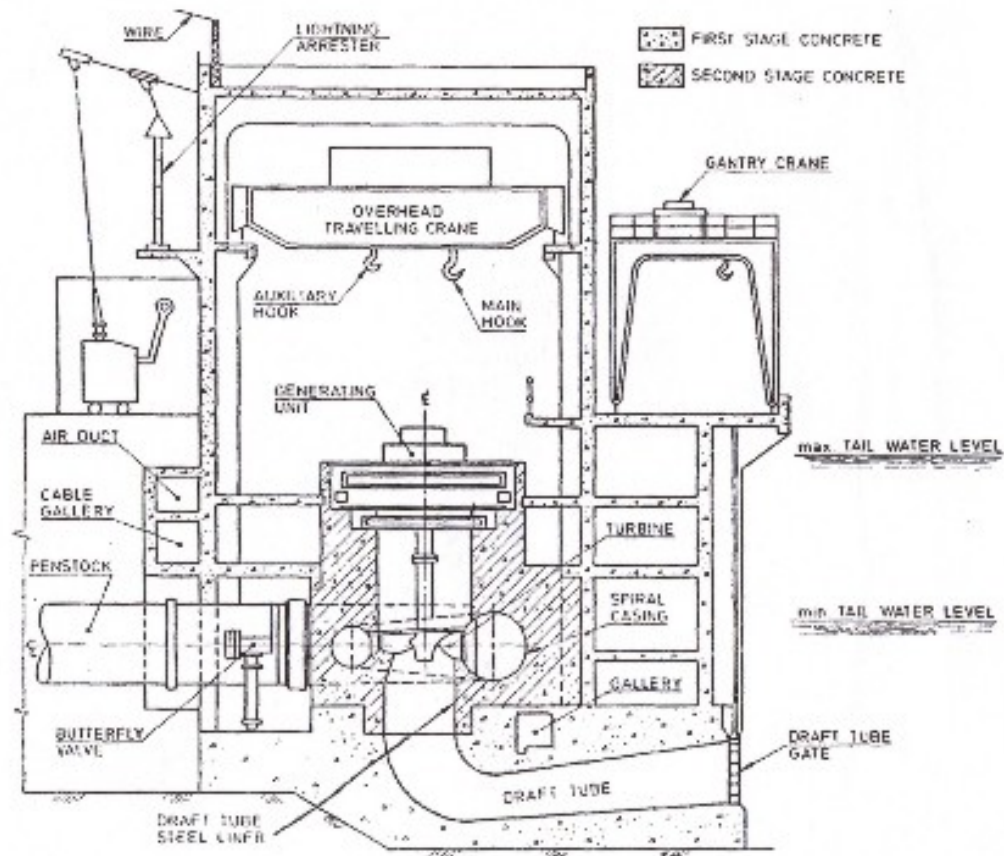 WIRE
LIGHTNING
ARRESTER
FIRST STAGE CONCRETE
SECOND STAGE CONCRETE
GANTRY CRANE
OVERHEAD
TRAVELLING CRANE
AUXILIARY
HOOK
MAIN
HOOK
GENERATING
UNIT
AIR DUCT
max. TAIL WATER LEVEL
CABLE
GALLERY
TURBINE
PENSTOCK
SPIRAL
CASING
min. TAIL WATER LEVEL
GALLERY
BUTTERFLY
VALVE
DRAFT TUBE
GATE
DRAFT TUBE
DRAFT TUBE
STEEL LINER